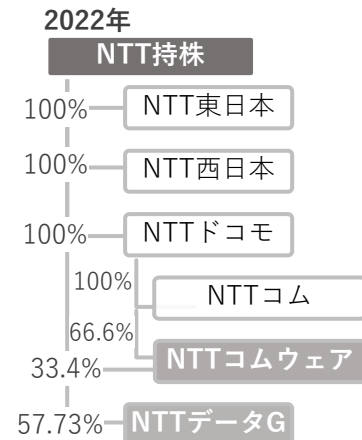 2022年
NTT持株
100% NTT東日本
100% NTT西日本
100% NTTドコモ
100% NTTコム
66.6%
33.4% NTTコムウェア
57.73% NTTデータG